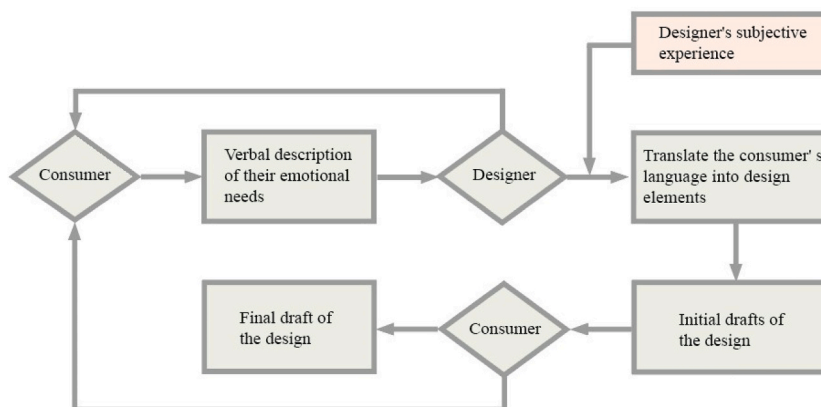 Designer's subjective
experience
Consumer
Verbal description
of their emotional
needs
Designer
Translate the consumer' s
language into design
elements
Final draft of
the design
Consumer
Initial drafts of
the design